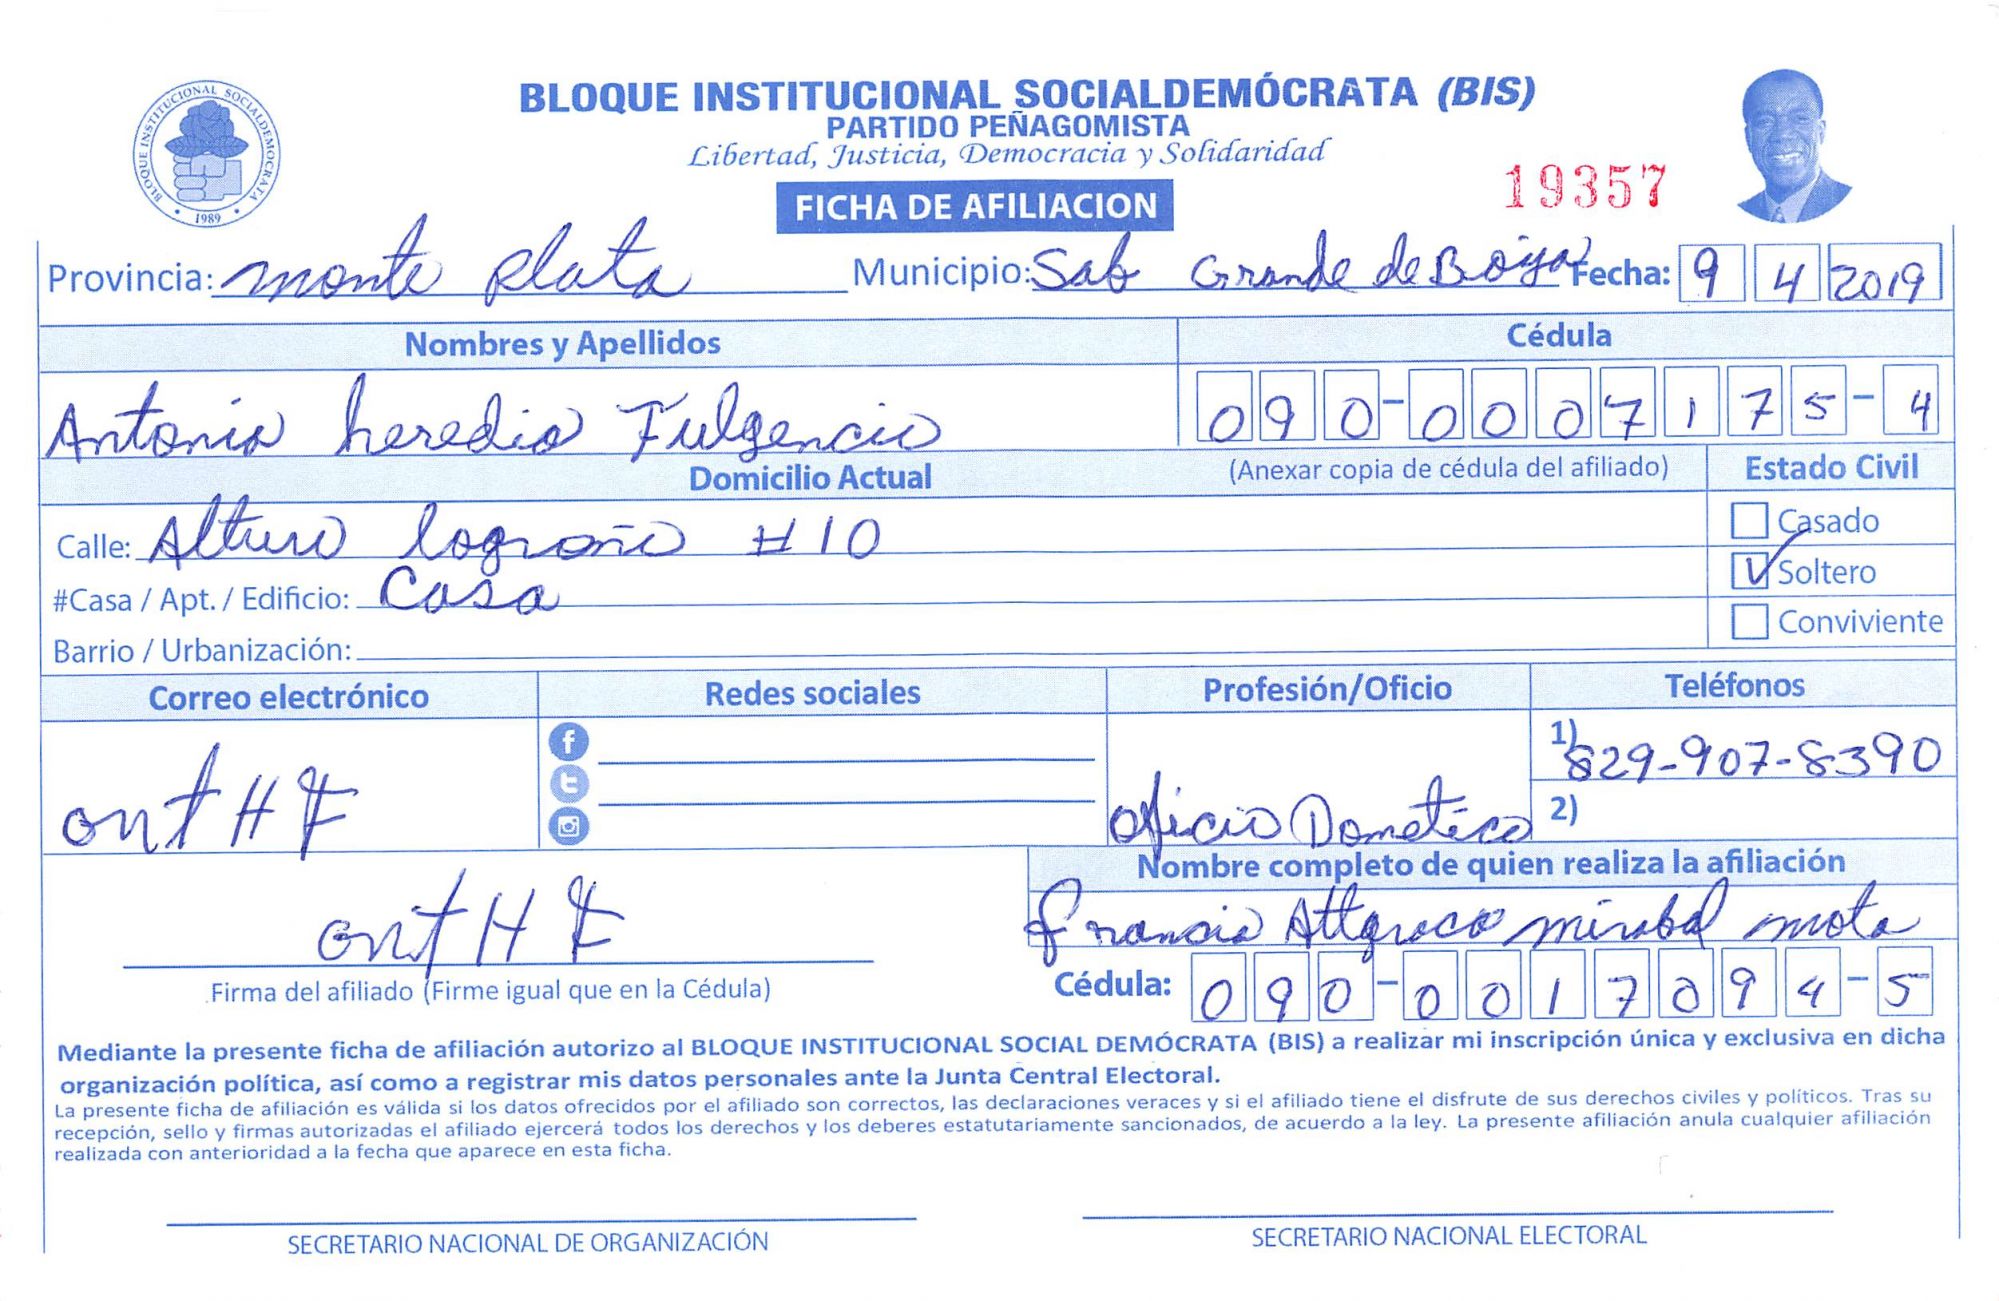 BLOQUE INSTITUCIONAL SOCIALDEMÓCRATA (BIS)
PARTIDO PEÑAGOMISTA
Libertad, Justicia, Democracia y Solidaridad
BLOQUE INSTITUCIONAL SOCIALDEMOCRATA
1989
19357
FICHA DE AFILIACION
Provincia: monte plata Municipio: Sab Grande de Boya Fecha: 9 4 2019
Nombres y Apellidos Cédula
Antonia heredia Fulgencio 090-0007175-4
Domicilio Actual (Anexar copia de cédula del afiliado) Estado Civil
Calle: Alturo logroño #10 Casado
#Casa / Apt. / Edificio: Casa Soltero
Barrio / Urbanización: Conviviente
Correo electrónico Redes sociales Profesión/Oficio Teléfonos
1) 829-907-8390
ont H F oficio Dometico 2)
Nombre completo de quien realiza la afiliación
ont H F Francia Altgraco mirabal mota
Firma del afiliado (Firme igual que en la Cédula) Cédula: 090-0017094-5
Mediante la presente ficha de afiliación autorizo al BLOQUE INSTITUCIONAL SOCIAL DEMÓCRATA (BIS) a realizar mi inscripción única y exclusiva en dicha
organización política, así como a registrar mis datos personales ante la Junta Central Electoral.
La presente ficha de afiliación es válida si los datos ofrecidos por el afiliado son correctos, las declaraciones veraces y si el afiliado tiene el disfrute de sus derechos civiles y políticos. Tras su
recepción, sello y firmas autorizadas el afiliado ejercerá todos los derechos y los deberes estatutariamente sancionados, de acuerdo a la ley. La presente afiliación anula cualquier afiliación
realizada con anterioridad a la fecha que aparece en esta ficha.
SECRETARIO NACIONAL DE ORGANIZACIÓN SECRETARIO NACIONAL ELECTORAL